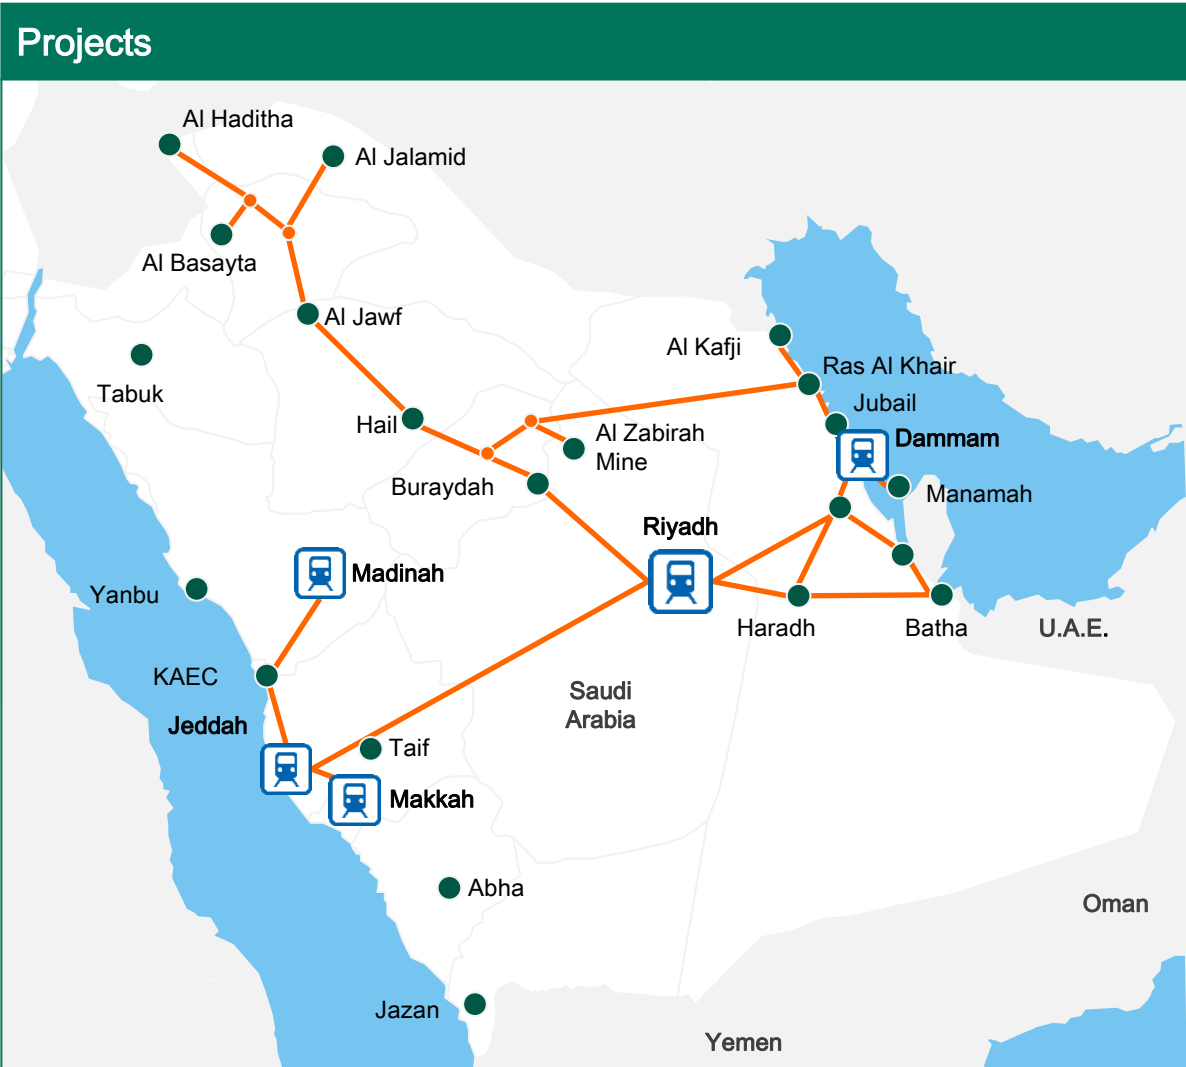 Projects
Al Haditha
Al Jalamid
Al Basayta
Al Jawf
Al Kafji
Ras Al Khair
Tabuk
Jubail
Hail
Al Zabirah
Mine
Dammam
Buraydah
Manamah
Riyadh
Madinah
Yanbu
Haradh
Batha
U.A.E.
KAEC
Saudi
Arabia
Jeddah
Taif
Makkah
Abha
Oman
Jazan
Yemen